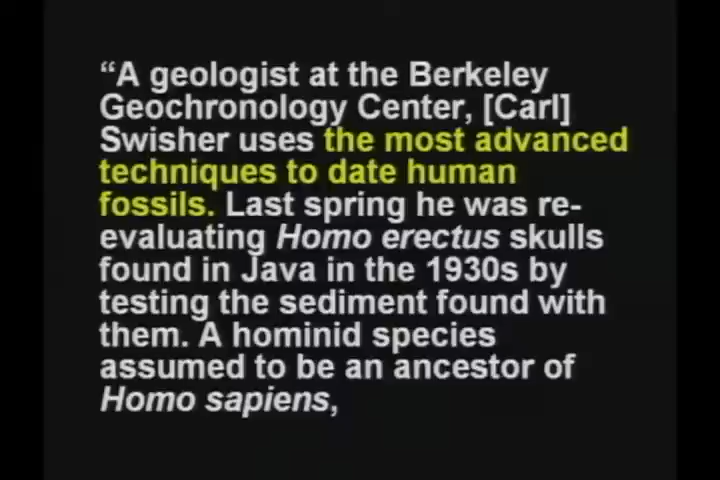 “A geologist at the Berkeley
Geochronology Center, [Carl]
Swisher uses the most advanced
techniques to date human
fossils. Last spring he was re-
evaluating Homo erectus skulls
found in Java in the 1930s by
testing the sediment found with
them. A hominid species
assumed to be an ancestor of
Homo sapiens,